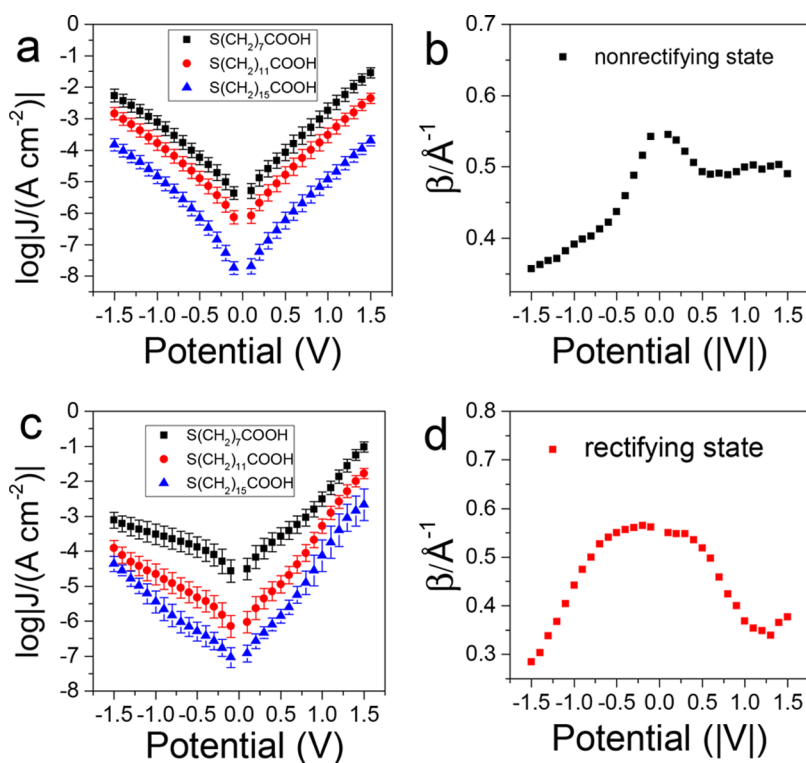 a
0
-1
-2
-3
-4
-5
-6
-7
-8
log|J/(A cm⁻²)|
S(CH₂)₇COOH
S(CH₂)₁₁COOH
S(CH₂)₁₅COOH
-1.5 -1.0 -0.5 0.0 0.5 1.0 1.5
Potential (V)
b
0.7
0.6
0.5
0.4
β/Å⁻¹
nonrectifying state
-1.5 -1.0 -0.5 0.0 0.5 1.0 1.5
Potential (|V|)
c
0
-1
-2
-3
-4
-5
-6
-7
-8
log|J/(A cm⁻²)|
S(CH₂)₇COOH
S(CH₂)₁₁COOH
S(CH₂)₁₅COOH
-1.5 -1.0 -0.5 0.0 0.5 1.0 1.5
Potential (V)
d
0.8
0.7
0.6
0.5
0.4
0.3
β/Å⁻¹
rectifying state
-1.5 -1.0 -0.5 0.0 0.5 1.0 1.5
Potential (|V|)